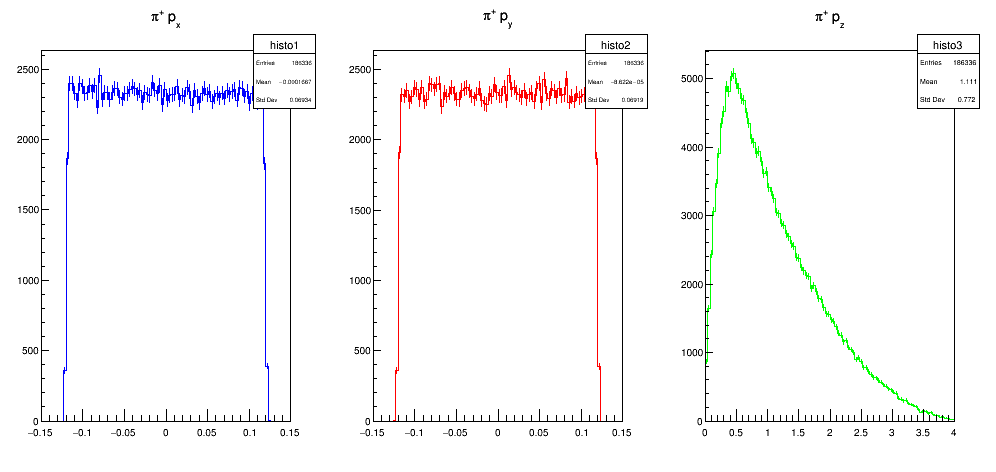 π⁺ pₓ
histo1
Entries 186336
Mean −0.0001667
Std Dev 0.06934
2500
2000
1500
1000
500
0
−0.15 −0.1 −0.05 0 0.05 0.1 0.15
π⁺ p_y
histo2
Entries 186336
Mean −8.622e−05
Std Dev 0.06919
2500
2000
1500
1000
500
0
−0.15 −0.1 −0.05 0 0.05 0.1 0.15
π⁺ p_z
histo3
Entries 186336
Mean 1.111
Std Dev 0.772
5000
4000
3000
2000
1000
0
0 0.5 1 1.5 2 2.5 3 3.5 4